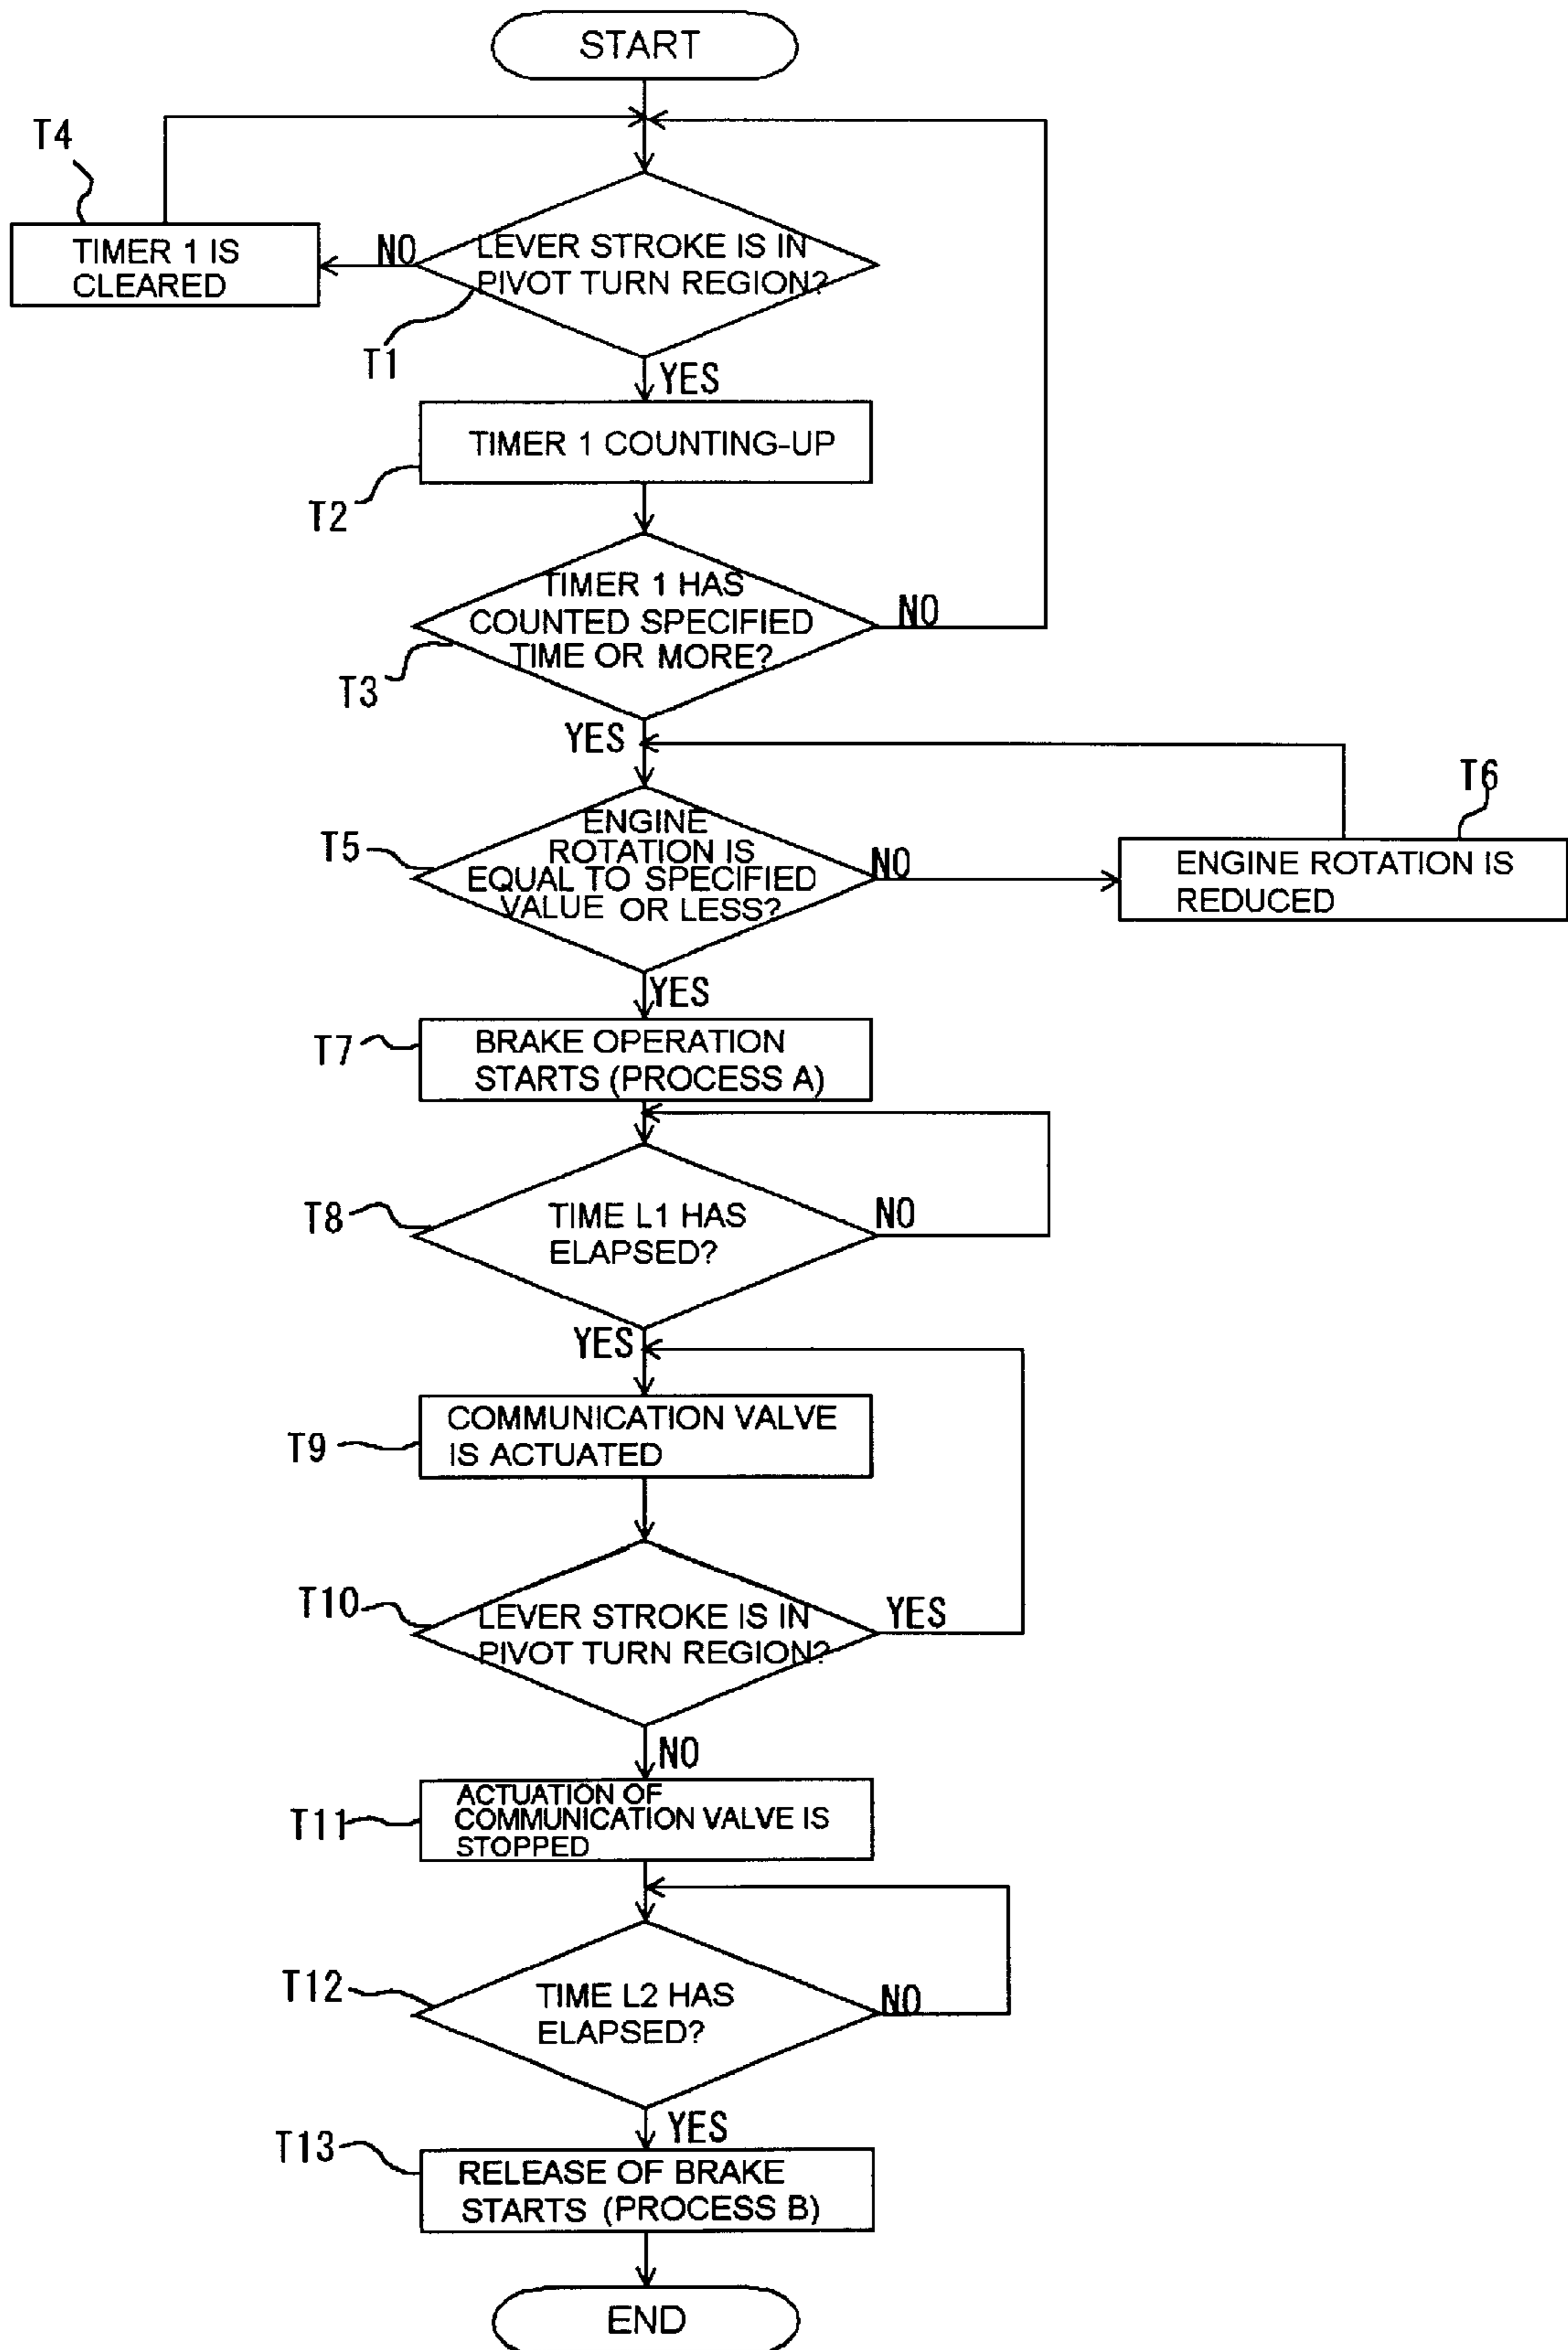 START
T4
TIMER 1 IS
CLEARED
NO
LEVER STROKE IS IN
PIVOT TURN REGION?
T1
YES
TIMER 1 COUNTING-UP
T2
TIMER 1 HAS
COUNTED SPECIFIED
TIME OR MORE?
NO
T3
YES
T6
T5
ENGINE
ROTATION IS
EQUAL TO SPECIFIED
VALUE OR LESS?
NO
ENGINE ROTATION IS
REDUCED
YES
T7
BRAKE OPERATION
STARTS (PROCESS A)
T8
TIME L1 HAS
ELAPSED?
NO
YES
T9
COMMUNICATION VALVE
IS ACTUATED
T10
LEVER STROKE IS IN
PIVOT TURN REGION?
YES
NO
T11
ACTUATION OF
COMMUNICATION VALVE IS
STOPPED
T12
TIME L2 HAS
ELAPSED?
NO
YES
T13
RELEASE OF BRAKE
STARTS (PROCESS B)
END